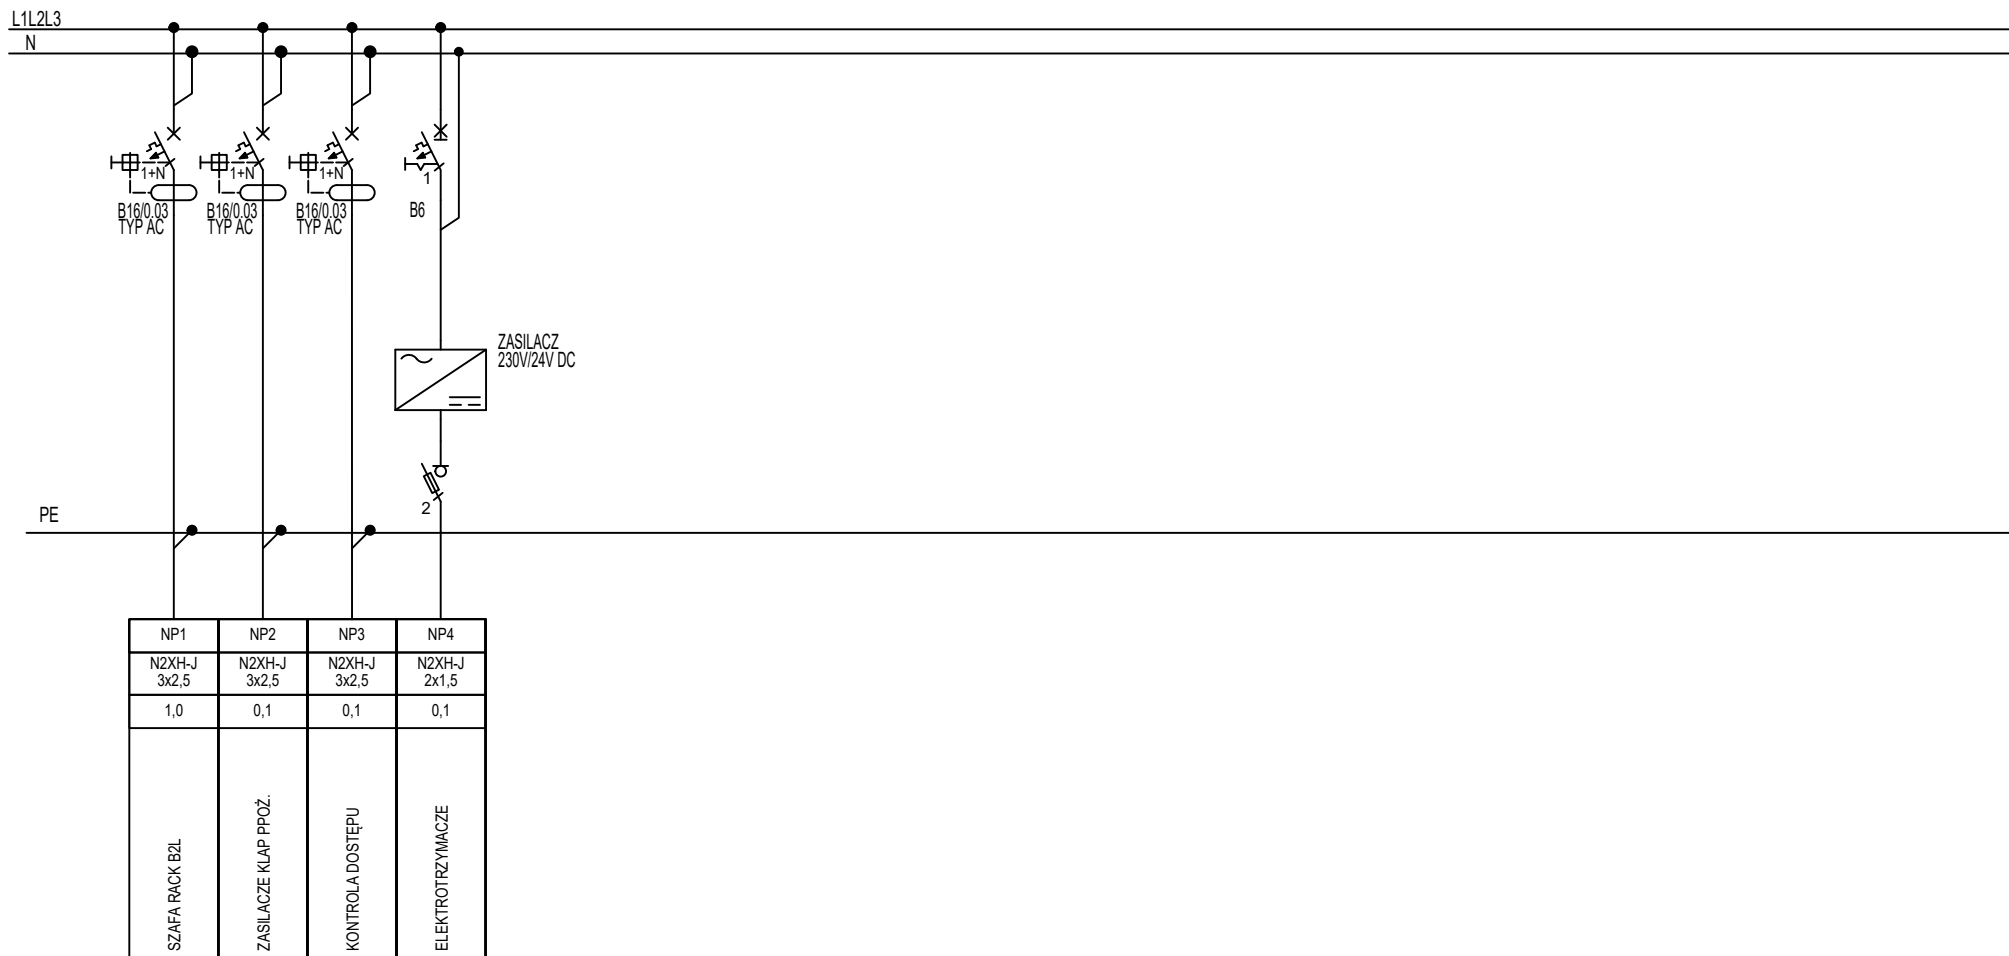 L1L2L3
N
1+N
1+N
1+N
1
B16/0.03
TYP AC
B16/0.03
TYP AC
B16/0.03
TYP AC
B6
ZASILACZ
230V/24V DC
2
PE
NP1
NP2
NP3
NP4
N2XH-J
3x2,5
N2XH-J
3x2,5
N2XH-J
3x2,5
N2XH-J
2x1,5
1,0
0,1
0,1
0,1
SZAFA RACK B2L
ZASILACZE KLAP PPOŻ.
KONTROLA DOSTĘPU
ELEKTROTRZYMACZE